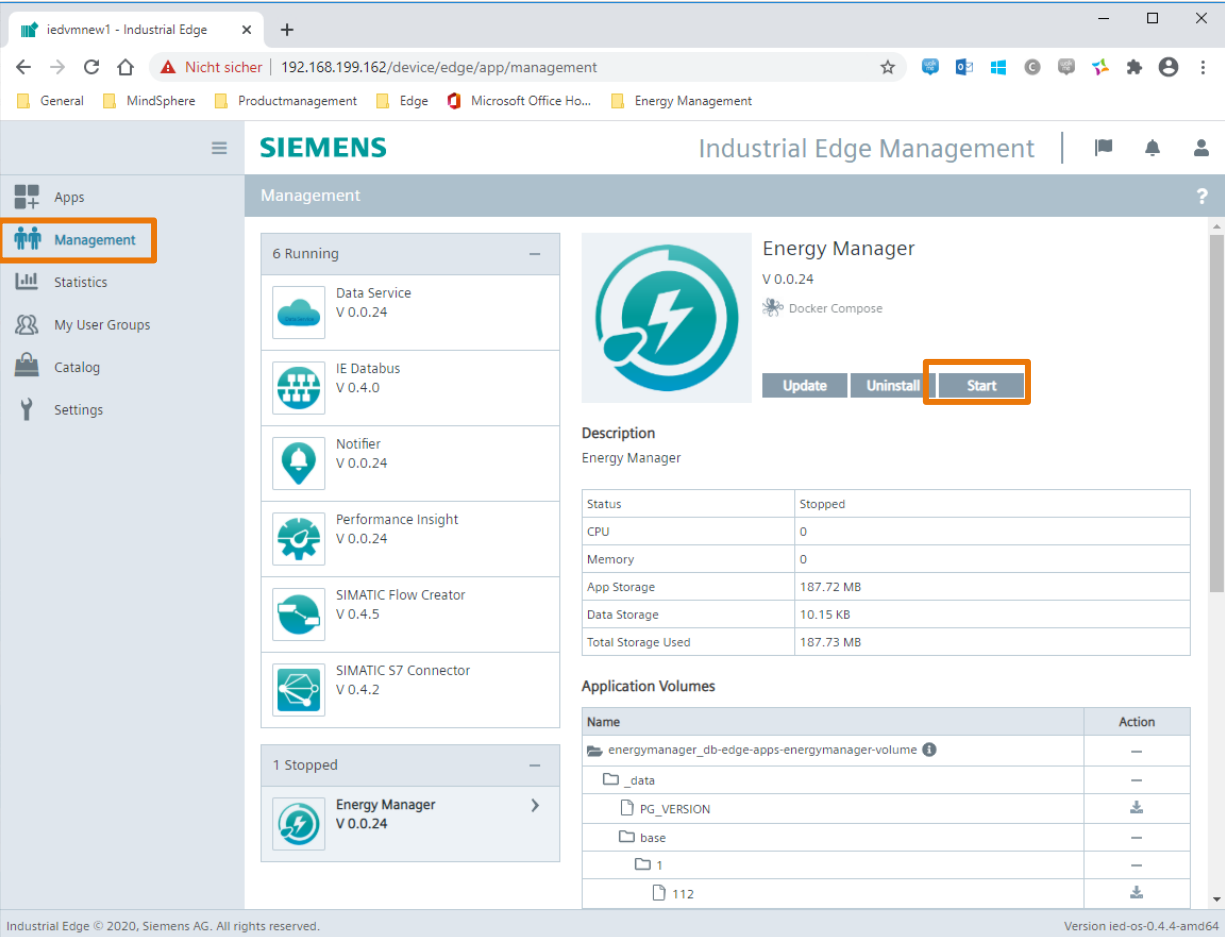 iedvmnew1 - Industrial Edge
Nicht sicher | 192.168.199.162/device/edge/app/management
General MindSphere Productmanagement Edge Microsoft Office Ho... Energy Management
SIEMENS Industrial Edge Management
Apps
Management
Statistics
My User Groups
Catalog
Settings
Management ?
6 Running
Data Service
V 0.0.24
IE Databus
V 0.4.0
Notifier
V 0.0.24
Performance Insight
V 0.0.24
SIMATIC Flow Creator
V 0.4.5
SIMATIC S7 Connector
V 0.4.2
1 Stopped
Energy Manager
V 0.0.24
Energy Manager
V 0.0.24
Docker Compose
Update Uninstall Start
Description
Energy Manager
Status Stopped
CPU 0
Memory 0
App Storage 187.72 MB
Data Storage 10.15 KB
Total Storage Used 187.73 MB
Application Volumes
Name Action
energymanager_db-edge-apps-energymanager-volume
_data
PG_VERSION
base
1
112
Industrial Edge © 2020, Siemens AG. All rights reserved. Version ied-os-0.4.4-amd64